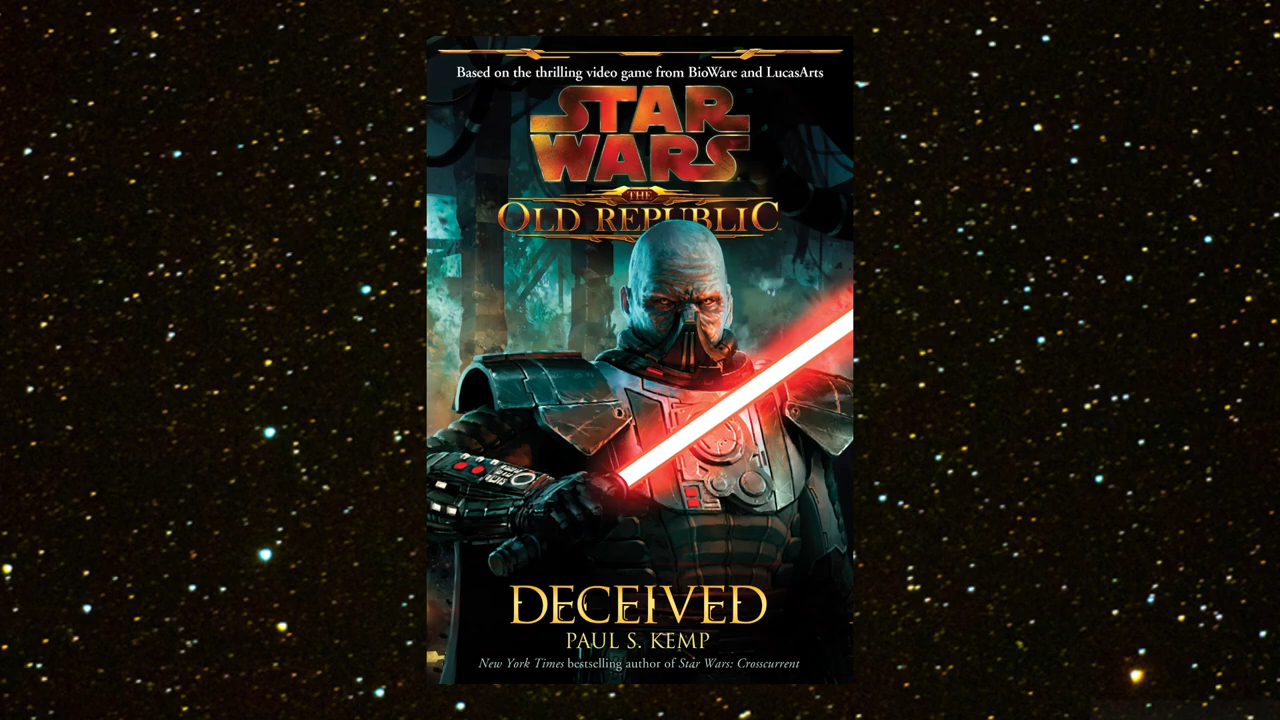 Based on the thrilling video game from BioWare and LucasArts
STAR
WARS
THE
OLD REPUBLIC™
DECEIVED
PAUL S. KEMP
New York Times bestselling author of Star Wars: Crosscurrent